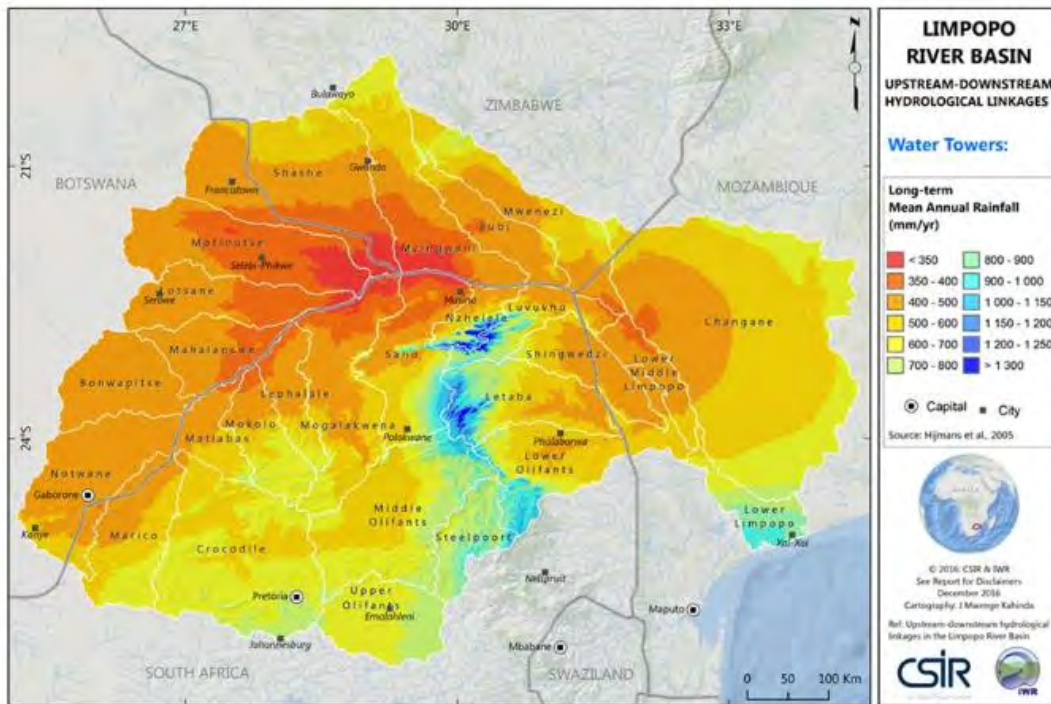 27°E
30°E
33°E
N
Bulawayo
ZIMBABWE
21°S
Gwanda
BOTSWANA
Shashe
Francistown
MOZAMBIQUE
Mwenezi
Bubi
Motloutse
Mzingwani
Selebi-Phikwe
Lotsane
Serowe
Musina
Luvuvhu
Nzhelele
Changane
Mahalapswe
Sand
Shingwedzi
Lower
Middle
Limpopo
Bonwapitse
Lephalale
Letaba
Mokolo
Mogalakwena
Matlabas
Polokwane
Phalaborwa
24°S
Lower
Olifants
Notwane
Gaborone
Middle
Olifants
Lower
Limpopo
Kanye
Marico
Steelpoort
Xai-Xai
Crocodile
Nelspruit
Upper
Olifants
Pretoria
Emalahleni
Maputo
Johannesburg
Mbabane
SOUTH AFRICA
SWAZILAND
0 50 100 Km
LIMPOPO
RIVER BASIN
UPSTREAM-DOWNSTREAM
HYDROLOGICAL LINKAGES
Water Towers:
Long-term
Mean Annual Rainfall
(mm/yr)
< 350
350 - 400
400 - 500
500 - 600
600 - 700
700 - 800
800 - 900
900 - 1 000
1 000 - 1 150
1 150 - 1 200
1 200 - 1 250
> 1 300
Capital
City
Source: Hijmans et al., 2005
AFRICA
© 2016: CSIR & IWR
See Report for Disclaimers
December 2016
Cartography: J Mwenge Kahinda
Ref: Upstream-downstream hydrological
linkages in the Limpopo River Basin
CSIR
IWR